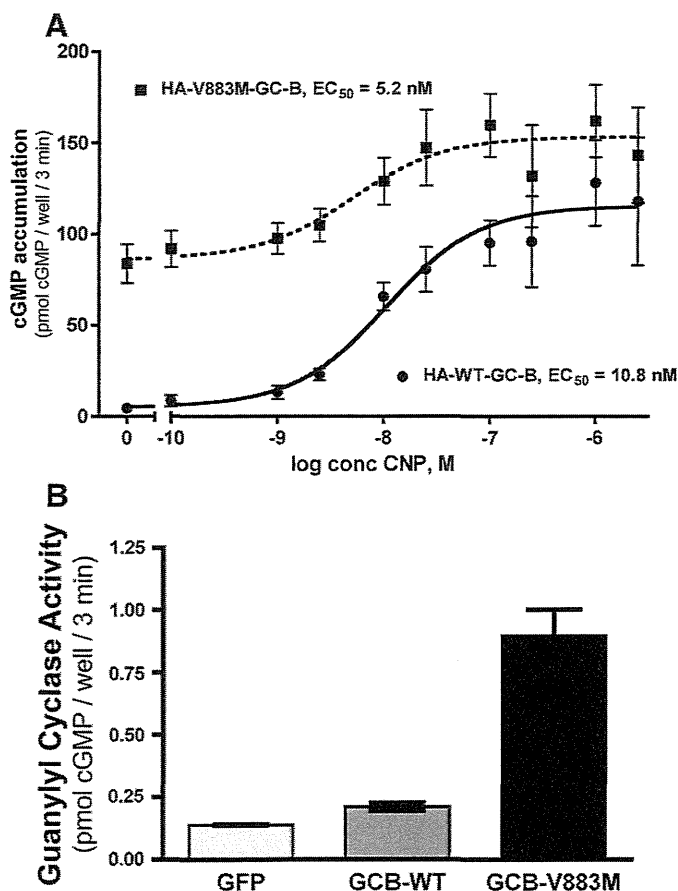 A
200
150
100
50
0
cGMP accumulation
(pmol cGMP / well / 3 min)
HA-V883M-GC-B, EC50 = 5.2 nM
HA-WT-GC-B, EC50 = 10.8 nM
0 -10 -9 -8 -7 -6
log conc CNP, M
B
Guanylyl Cyclase Activity
(pmol cGMP / well / 3 min)
1.25
1.00
0.75
0.50
0.25
0.00
GFP GCB-WT GCB-V883M